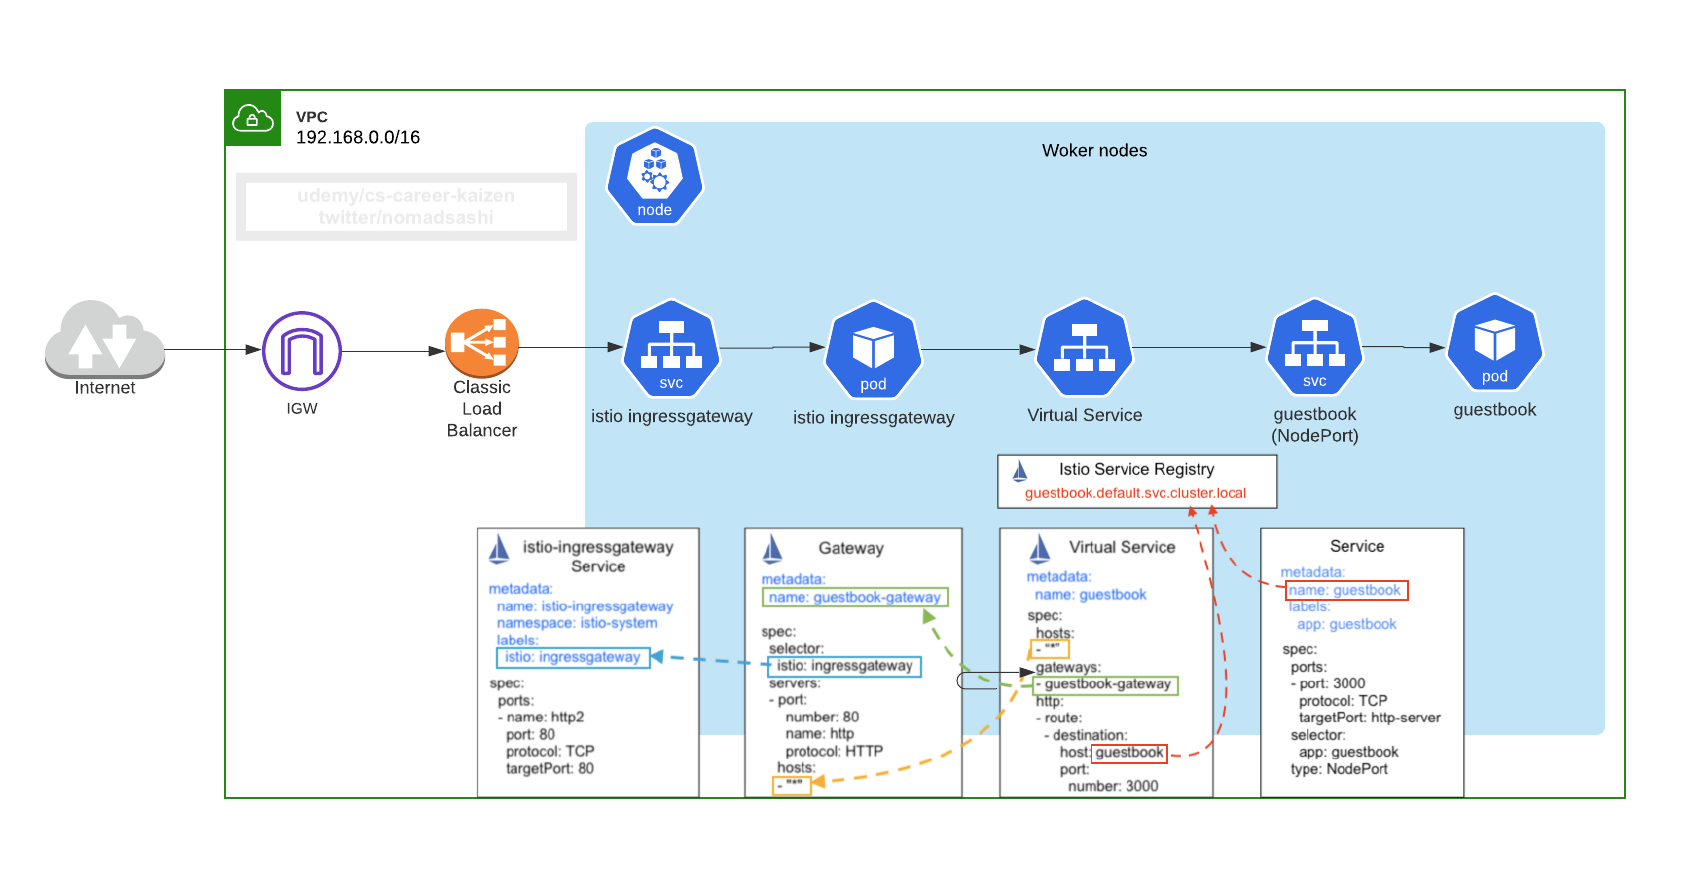 VPC
192.168.0.0/16
udemy/cs-career-kaizen
twitter/nomadsashi
Woker nodes
node
Internet
IGW
Classic
Load
Balancer
svc
istio ingressgateway
pod
istio ingressgateway
Virtual Service
svc
guestbook
(NodePort)
pod
guestbook
Istio Service Registry
guestbook.default.svc.cluster.local
istio-ingressgateway
Service
metadata:
name: istio-ingressgateway
namespace: istio-system
labels:
istio: ingressgateway
spec:
ports:
- name: http2
port: 80
protocol: TCP
targetPort: 80
Gateway
metadata:
name: guestbook-gateway
spec:
selector:
istio: ingressgateway
servers:
- port:
number: 80
name: http
protocol: HTTP
hosts:
- "*"
Virtual Service
metadata:
name: guestbook
spec:
hosts:
- "*"
gateways:
- guestbook-gateway
http:
- route:
- destination:
host: guestbook
port:
number: 3000
Service
metadata:
name: guestbook
labels:
app: guestbook
spec:
ports:
- port: 3000
protocol: TCP
targetPort: http-server
selector:
app: guestbook
type: NodePort